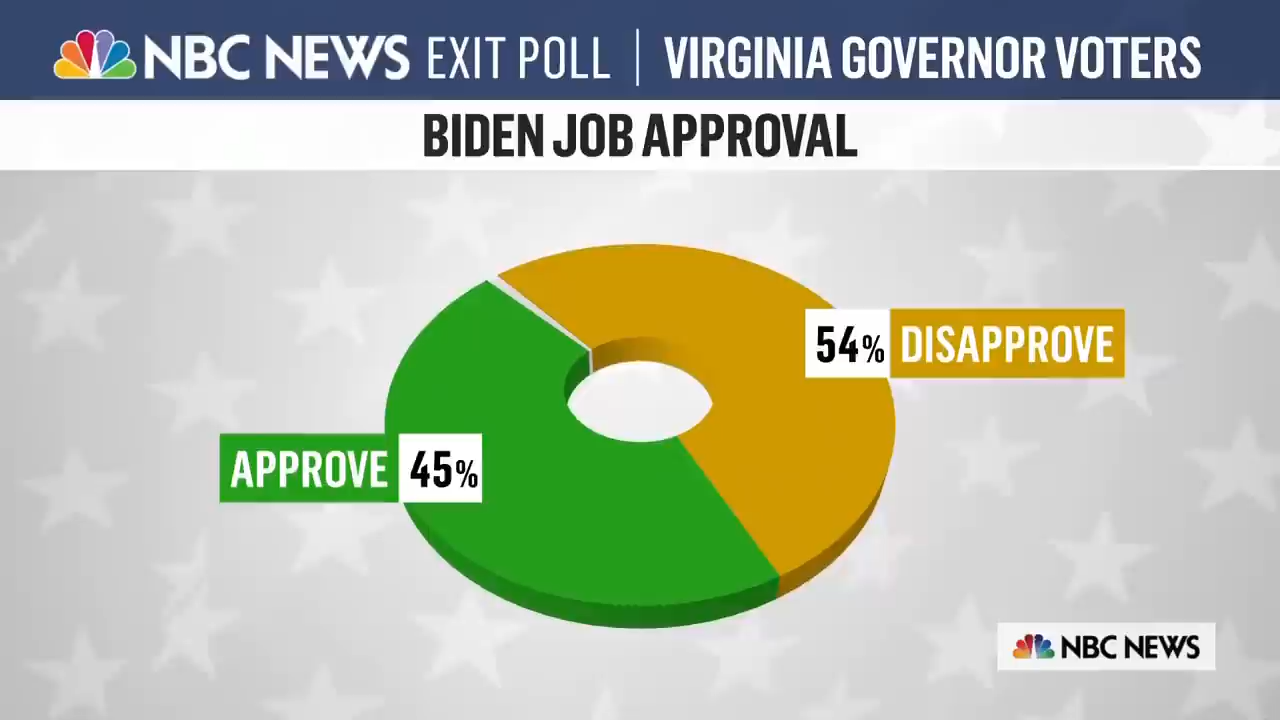 NBC NEWS EXIT POLL | VIRGINIA GOVERNOR VOTERS
BIDEN JOB APPROVAL
54% DISAPPROVE
APPROVE 45%
NBC NEWS